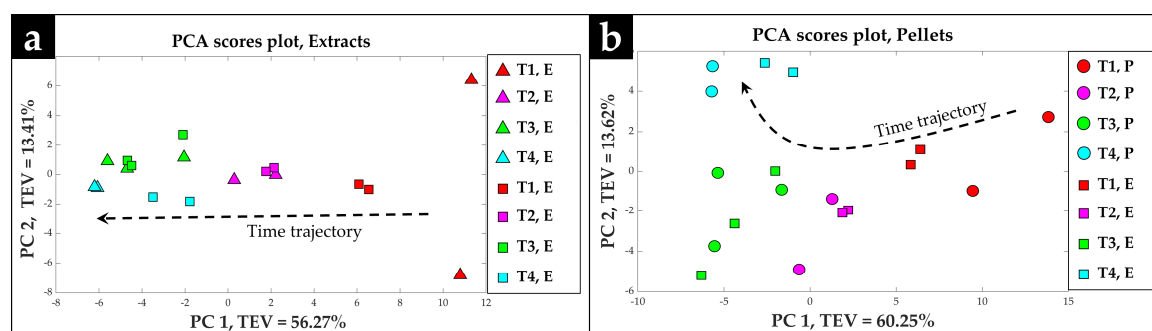 a
PCA scores plot, Extracts
PC 2, TEV = 13.41%
6
4
2
0
-2
-4
-6
-8
-8
-6
-4
-2
0
2
4
6
8
10
12
PC 1, TEV = 56.27%
Time trajectory
T1, E
T2, E
T3, E
T4, E
T1, E
T2, E
T3, E
T4, E
b
PCA scores plot, Pellets
PC 2, TEV = 13.62%
6
4
2
0
-2
-4
-6
-10
-5
0
5
10
15
PC 1, TEV = 60.25%
Time trajectory
T1, P
T2, P
T3, P
T4, P
T1, E
T2, E
T3, E
T4, E